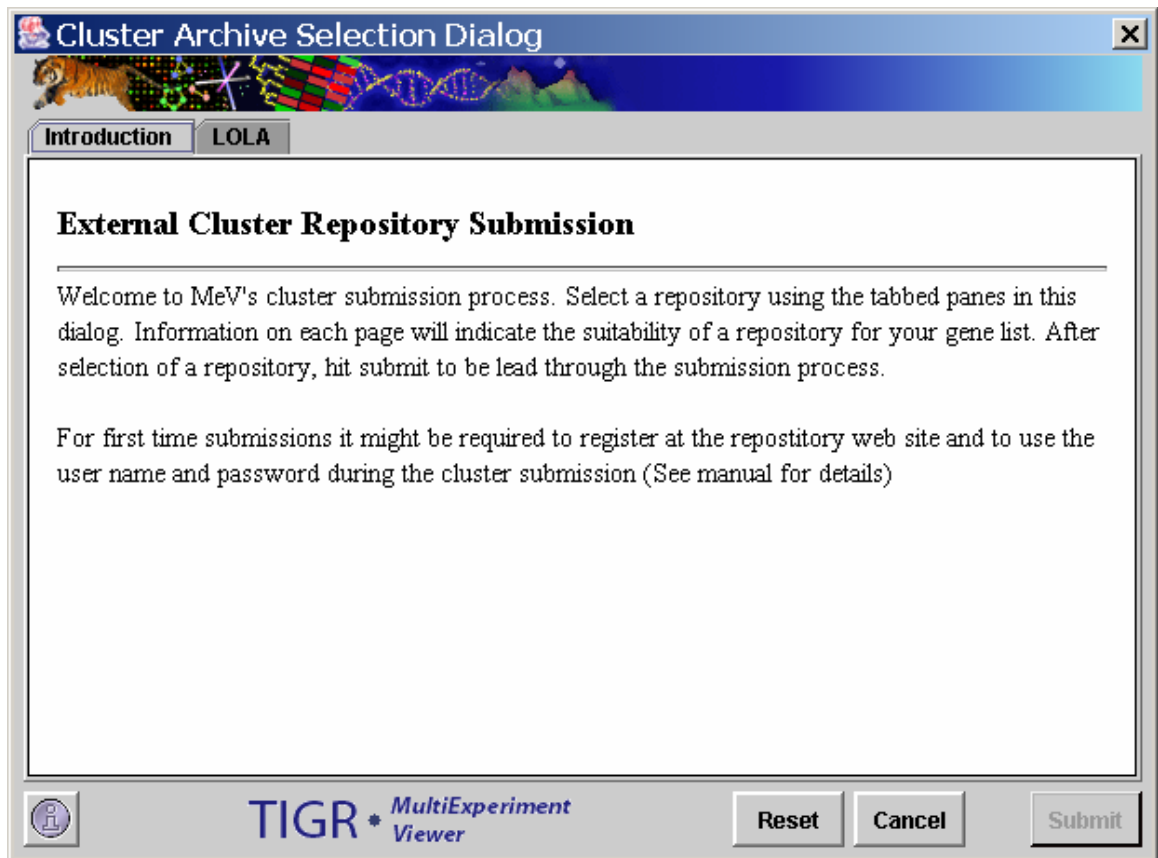 Cluster Archive Selection Dialog
Introduction LOLA
External Cluster Repository Submission
Welcome to MeV's cluster submission process. Select a repository using the tabbed panes in this
dialog. Information on each page will indicate the suitability of a repository for your gene list. After
selection of a repository, hit submit to be lead through the submission process.
For first time submissions it might be required to register at the repostitory web site and to use the
user name and password during the cluster submission (See manual for details)
TIGR • MultiExperiment
Viewer
Reset Cancel Submit